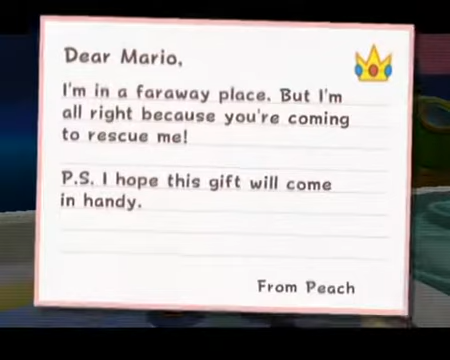 Dear Mario,
I'm in a faraway place. But I'm
all right because you're coming
to rescue me!
P.S. I hope this gift will come
in handy.
From Peach